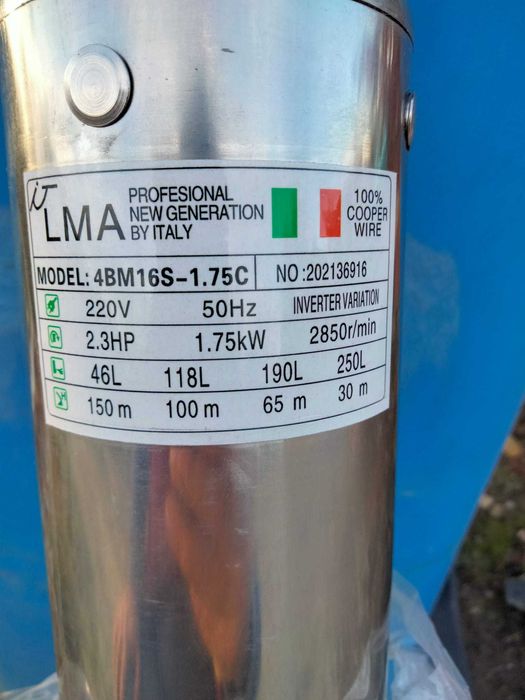 iT LMA
PROFESIONAL
NEW GENERATION
BY ITALY
100%
COOPER
WIRE
MODEL: 4BM16S-1.75C
NO:202136916
220V 50Hz INVERTER VARIATION
2.3HP 1.75kW 2850r/min
46L 118L 190L 250L
150 m 100 m 65 m 30 m